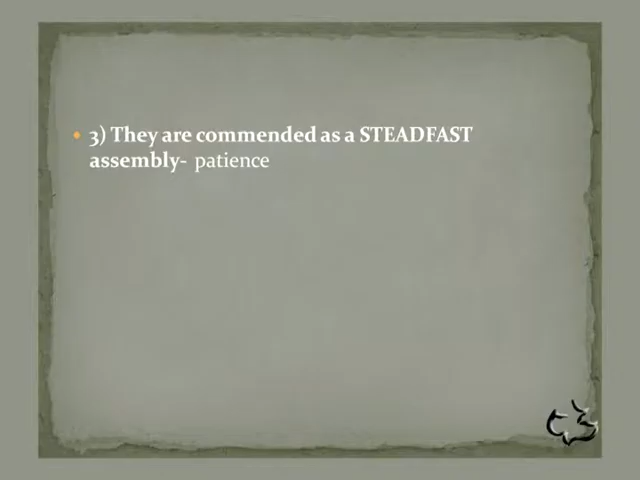 3) They are commended as a STEADFAST
assembly- patience